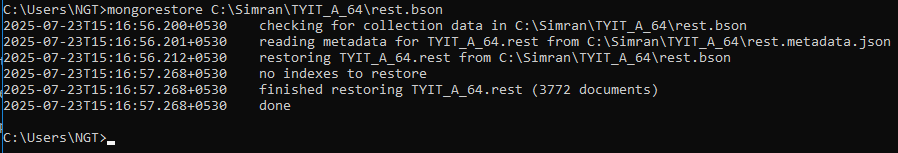 C:\Users\NGT>mongorestore C:\Simran\TYIT_A_64\rest.bson
2025-07-23T15:16:56.200+0530 checking for collection data in C:\Simran\TYIT_A_64\rest.bson
2025-07-23T15:16:56.201+0530 reading metadata for TYIT_A_64.rest from C:\Simran\TYIT_A_64\rest.metadata.json
2025-07-23T15:16:56.212+0530 restoring TYIT_A_64.rest from C:\Simran\TYIT_A_64\rest.bson
2025-07-23T15:16:57.268+0530 no indexes to restore
2025-07-23T15:16:57.268+0530 finished restoring TYIT_A_64.rest (3772 documents)
2025-07-23T15:16:57.268+0530 done
C:\Users\NGT>